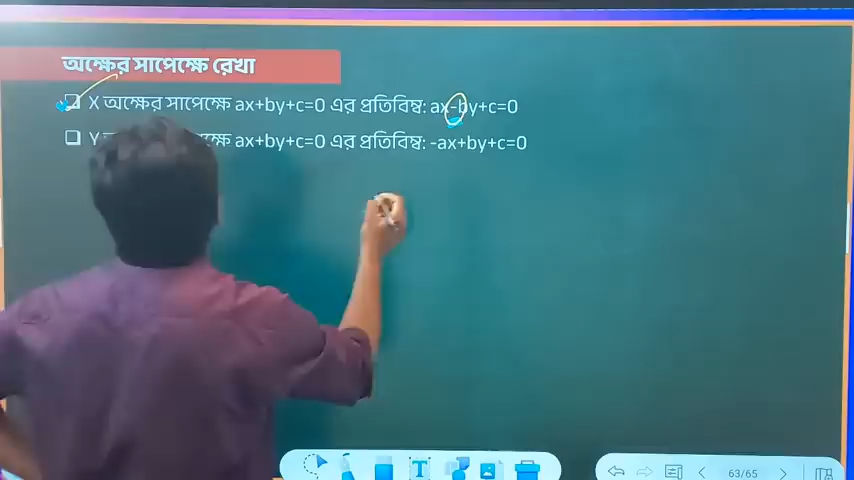 অক্ষের সাপেক্ষে রেখা
X অক্ষের সাপেক্ষে ax+by+c=0 এর প্রতিবিম্ব: ax-by+c=0
Y ax+by+c=0 এর প্রতিবিম্ব: -ax+by+c=0
T
63/65